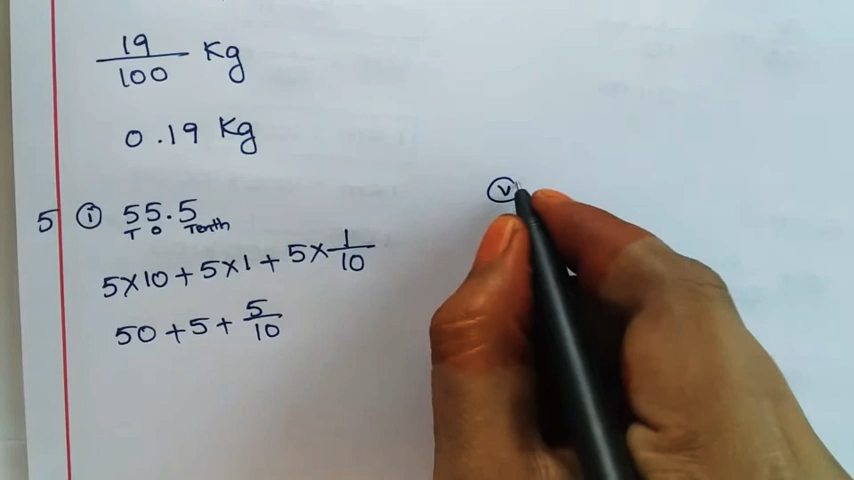 19/100 Kg
0.19 Kg
5 (i) 55.5
T O Tenth
5×10+5×1+5×1/10
50+5+5/10
(v)